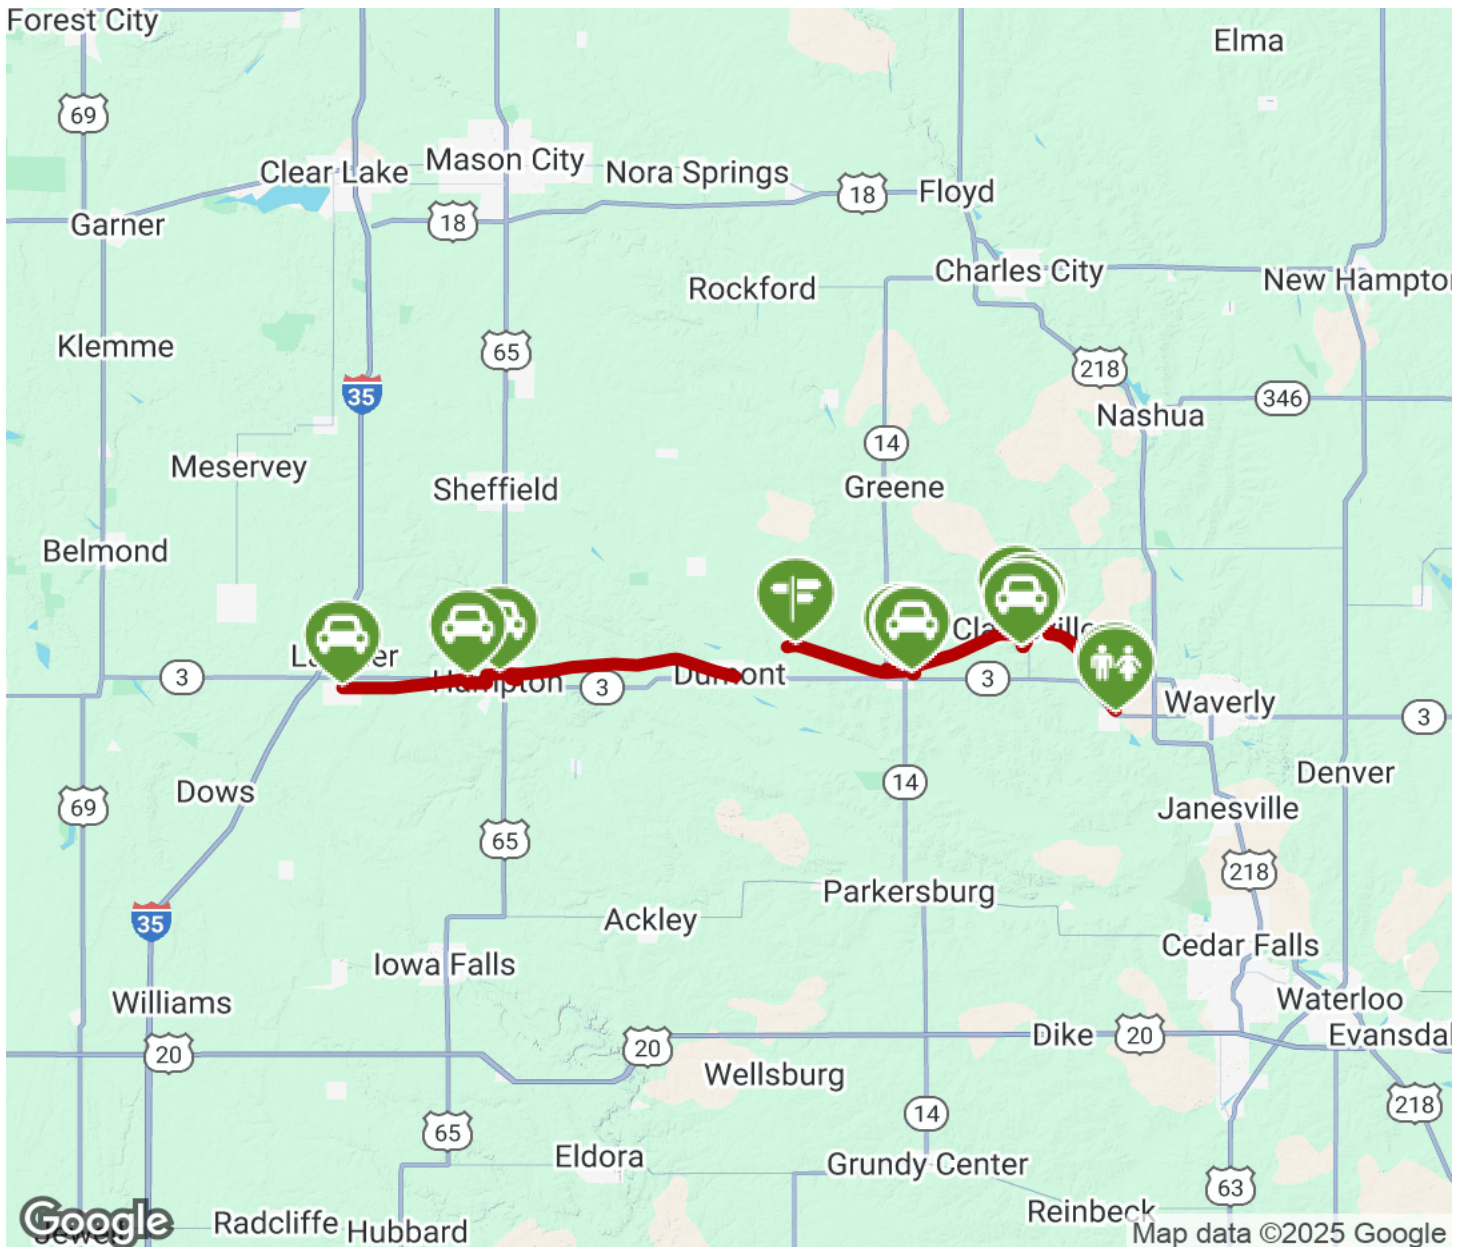 Forest City
Elma
69
Clear Lake
Mason City
Nora Springs
18
Floyd
Garner
18
Charles City
New Hampton
Rockford
Klemme
65
218
35
346
Nashua
14
Meservey
Sheffield
Greene
Belmond
3
Hampton
3
Dumont
3
Waverly
3
Denver
Dows
69
14
Janesville
65
218
Parkersburg
35
Ackley
Cedar Falls
Iowa Falls
Williams
Waterloo
20
20
Dike
20
Evansdal
Wellsburg
14
218
65
Eldora
Grundy Center
63
Reinbeck
Google
Radcliffe
Hubbard
Map data ©2025 Google